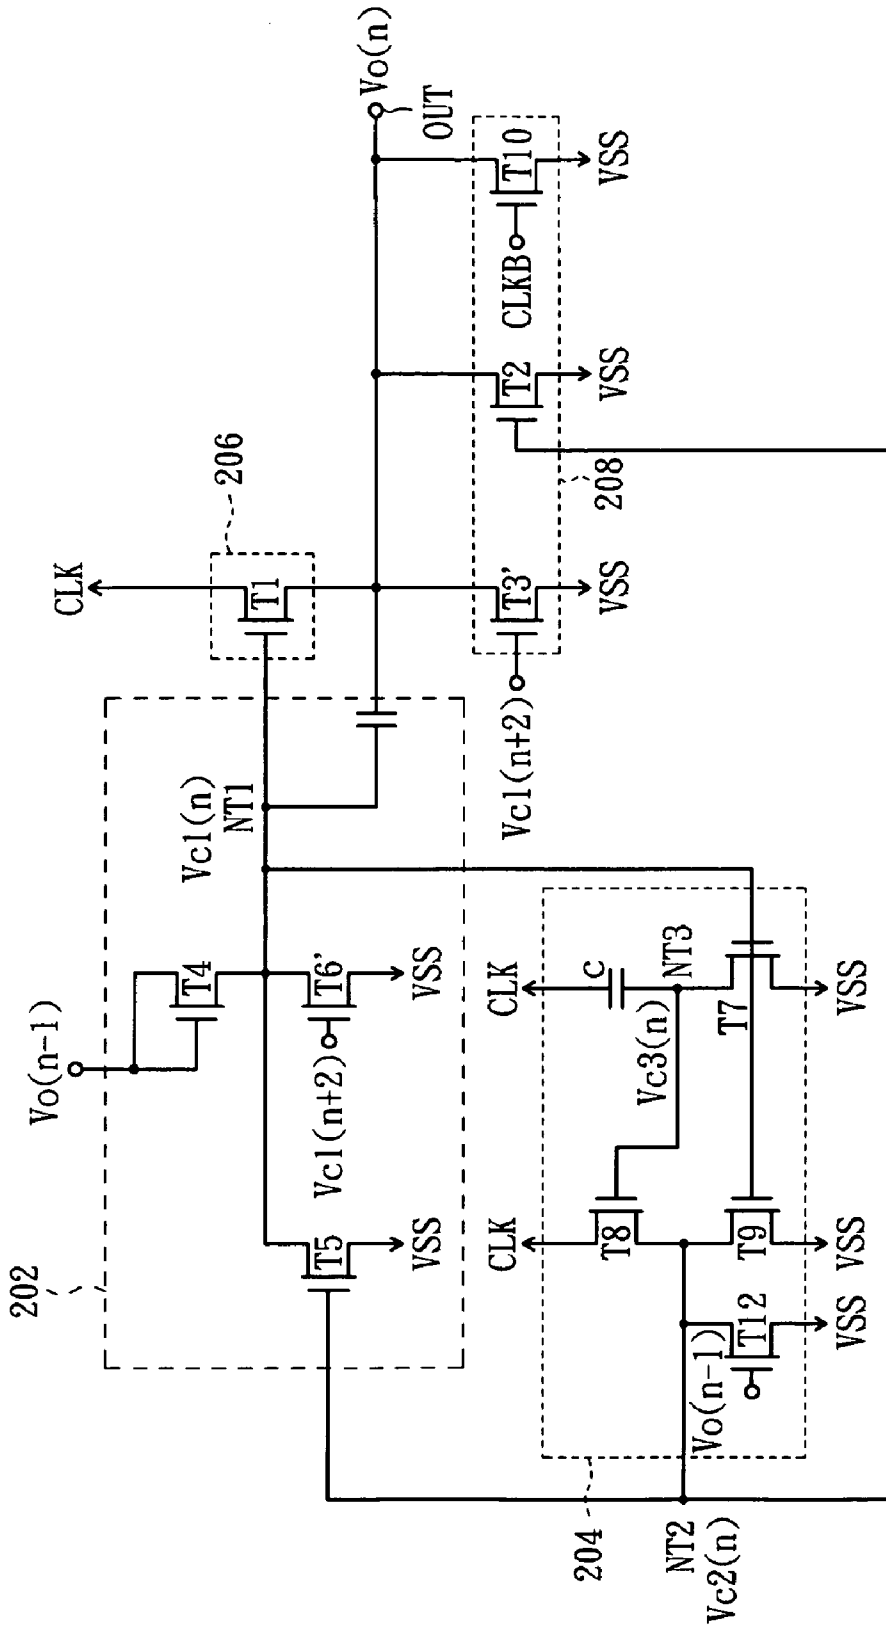 CLK
206
T1
Vo(n)
OUT
T3'
Vc1(n+2)
VSS
208
T2
VSS
CLKB
T10
VSS
202
Vo(n-1)
T4
Vc1(n)
NT1
T5
VSS
T6'
Vc1(n+2)
VSS
204
NT2
Vc2(n)
CLK
T8
Vc3(n)
CLK
C
NT3
T7
VSS
T9
VSS
Vo(n-1)
T12
VSS